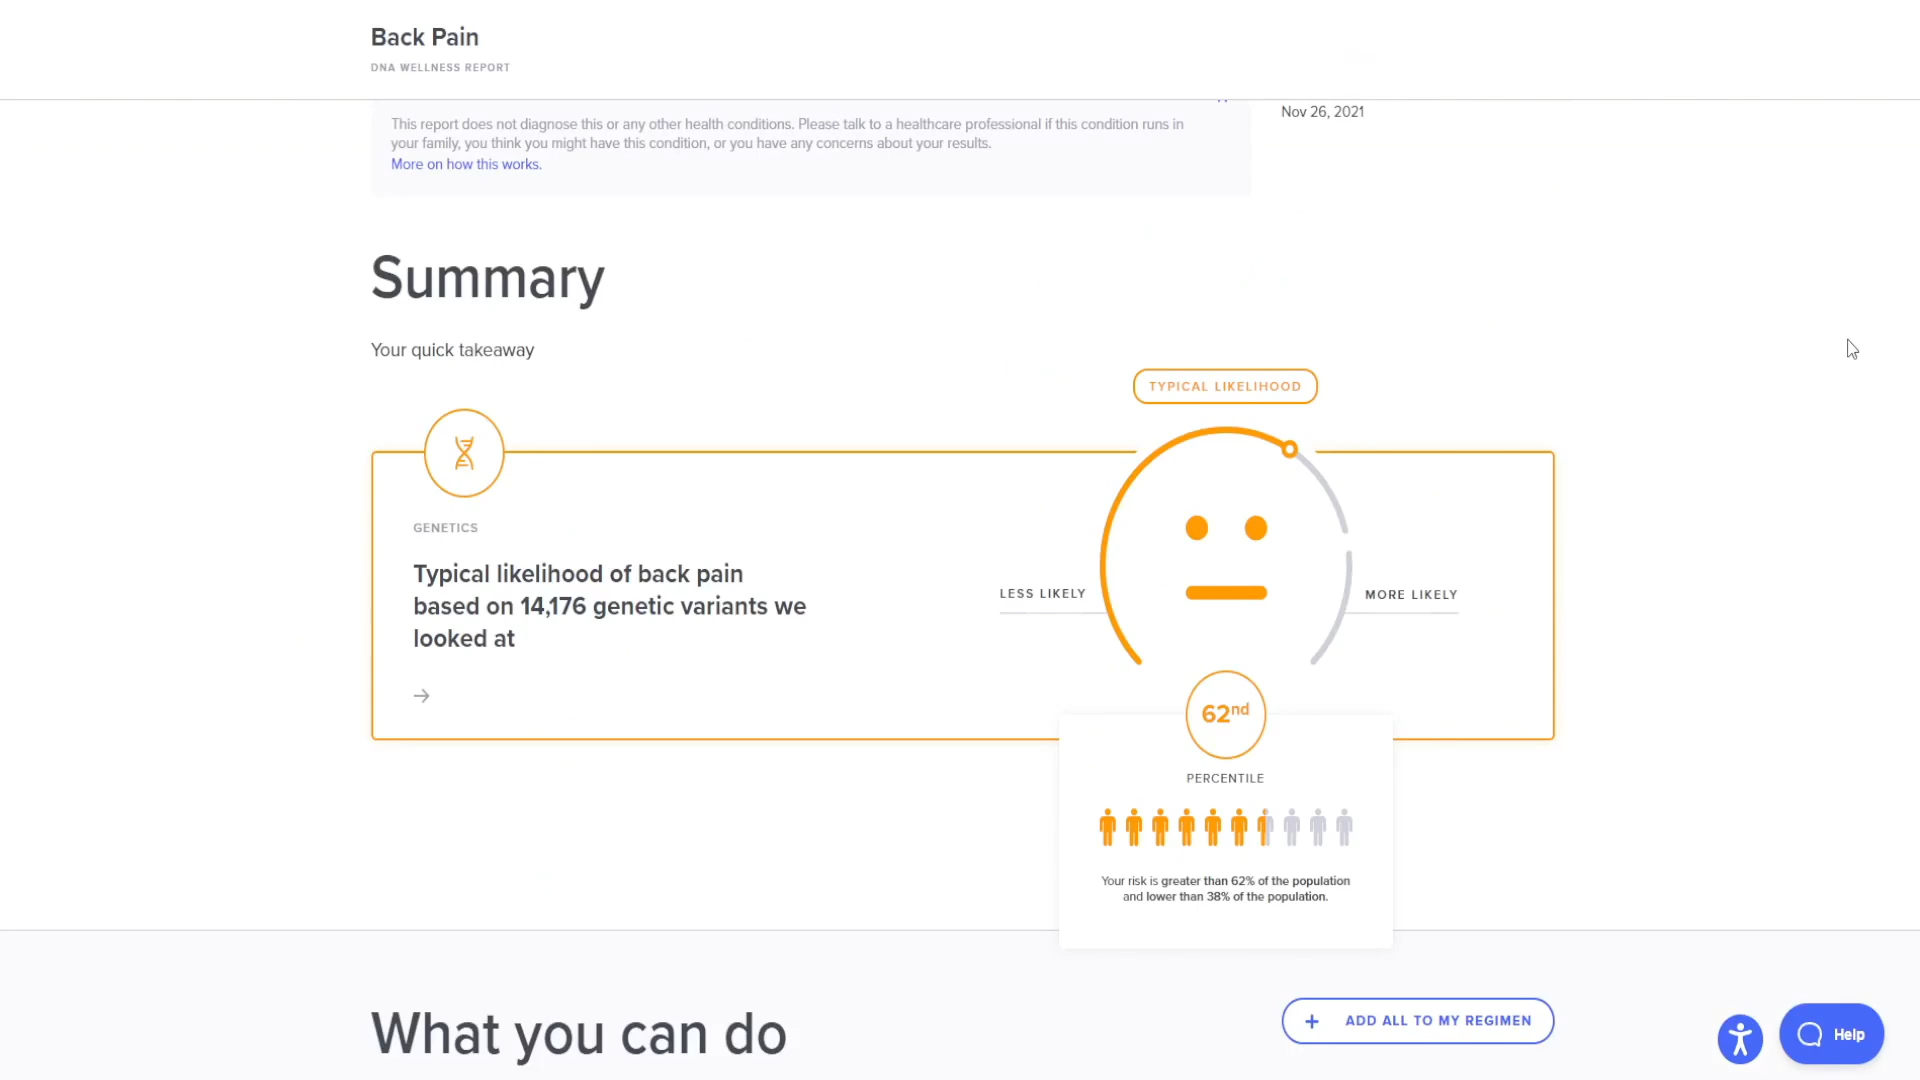 Back Pain
DNA WELLNESS REPORT
Nov 26, 2021
This report does not diagnose this or any other health conditions. Please talk to a healthcare professional if this condition runs in
your family, you think you might have this condition, or you have any concerns about your results.
More on how this works.
Summary
Your quick takeaway
TYPICAL LIKELIHOOD
GENETICS
Typical likelihood of back pain
based on 14,176 genetic variants we
looked at
LESS LIKELY
MORE LIKELY
62nd
PERCENTILE
Your risk is greater than 62% of the population
and lower than 38% of the population.
What you can do
+ ADD ALL TO MY REGIMEN
Help